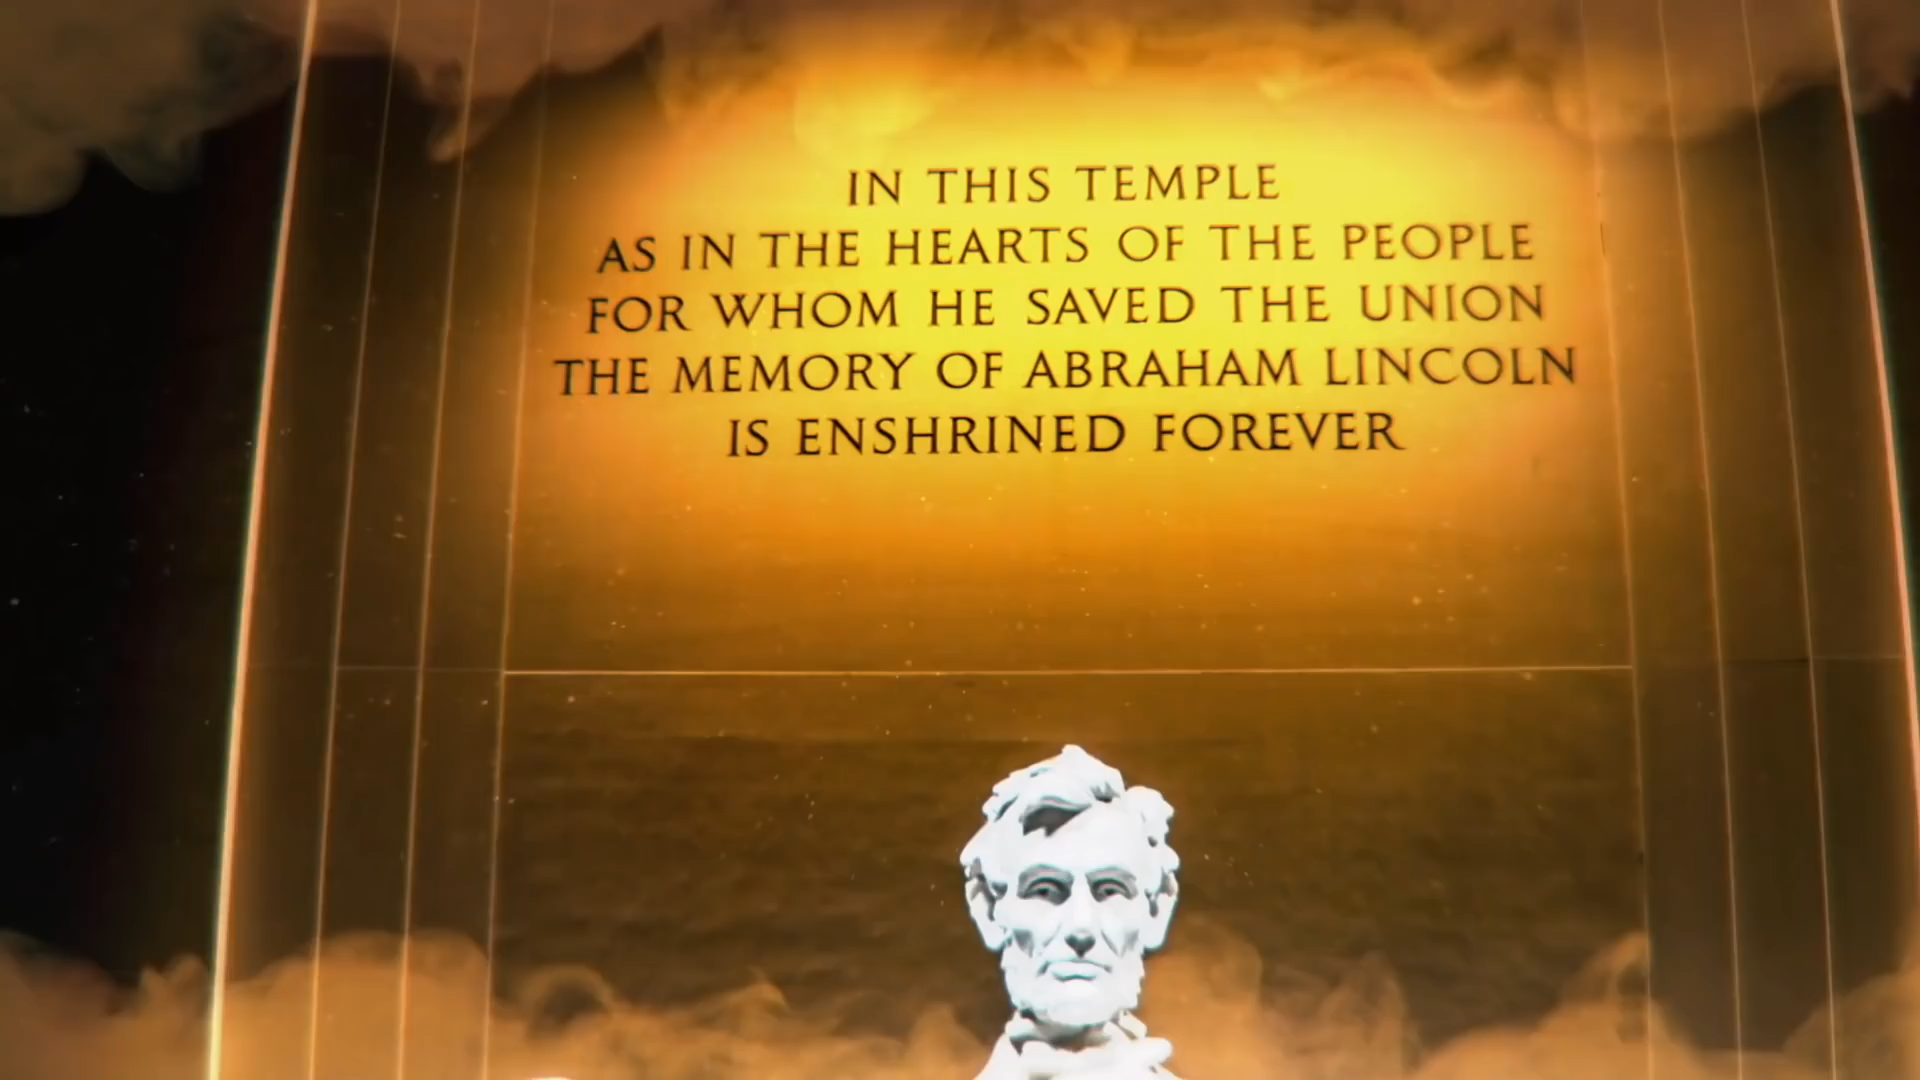 IN THIS TEMPLE
AS IN THE HEARTS OF THE PEOPLE
FOR WHOM HE SAVED THE UNION
THE MEMORY OF ABRAHAM LINCOLN
IS ENSHRINED FOREVER